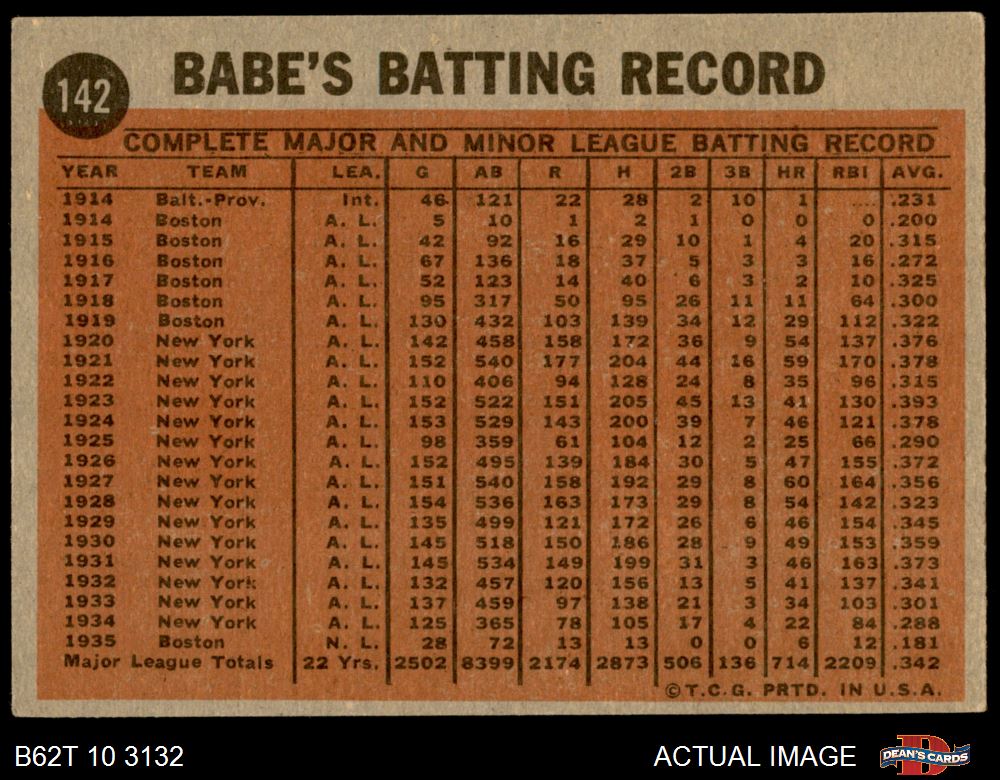 142
BABE'S BATTING RECORD
COMPLETE MAJOR AND MINOR LEAGUE BATTING RECORD
YEAR TEAM LEA. G AB R H 2B 3B HR RBI AVG.
1914 Balt.-Prov. Int. 46 121 22 28 2 10 1 .... .231
1914 Boston A. L. 5 10 1 2 1 0 0 0 .200
1915 Boston A. L. 42 92 16 29 10 1 4 20 .315
1916 Boston A. L. 67 136 18 37 5 3 3 16 .272
1917 Boston A. L. 52 123 14 40 6 3 2 10 .325
1918 Boston A. L. 95 317 50 95 26 11 11 64 .300
1919 Boston A. L. 130 432 103 139 34 12 29 112 .322
1920 New York A. L. 142 458 158 172 36 9 54 137 .376
1921 New York A. L. 152 540 177 204 44 16 59 170 .378
1922 New York A. L. 110 406 94 128 24 8 35 96 .315
1923 New York A. L. 152 522 151 205 45 13 41 130 .393
1924 New York A. L. 153 529 143 200 39 7 46 121 .378
1925 New York A. L. 98 359 61 104 12 2 25 66 .290
1926 New York A. L. 152 495 139 184 30 5 47 155 .372
1927 New York A. L. 151 540 158 192 29 8 60 164 .356
1928 New York A. L. 154 536 163 173 29 8 54 142 .323
1929 New York A. L. 135 499 121 172 26 6 46 154 .345
1930 New York A. L. 145 518 150 186 28 9 49 153 .359
1931 New York A. L. 145 534 149 199 31 3 46 163 .373
1932 New York A. L. 132 457 120 156 13 5 41 137 .341
1933 New York A. L. 137 459 97 138 21 3 34 103 .301
1934 New York A. L. 125 365 78 105 17 4 22 84 .288
1935 Boston N. L. 28 72 13 13 0 0 6 12 .181
Major League Totals 22 Yrs. 2502 8399 2174 2873 506 136 714 2209 .342
©T.C.G. PRTD. IN U.S.A.
B62T 10 3132 ACTUAL IMAGE DEAN'S CARDS